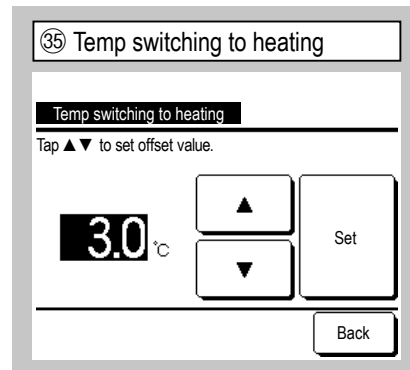 ㉟ Temp switching to heating
Temp switching to heating
Tap ▲▼ to set offset value.
3.0 °C
▲
▼
Set
Back